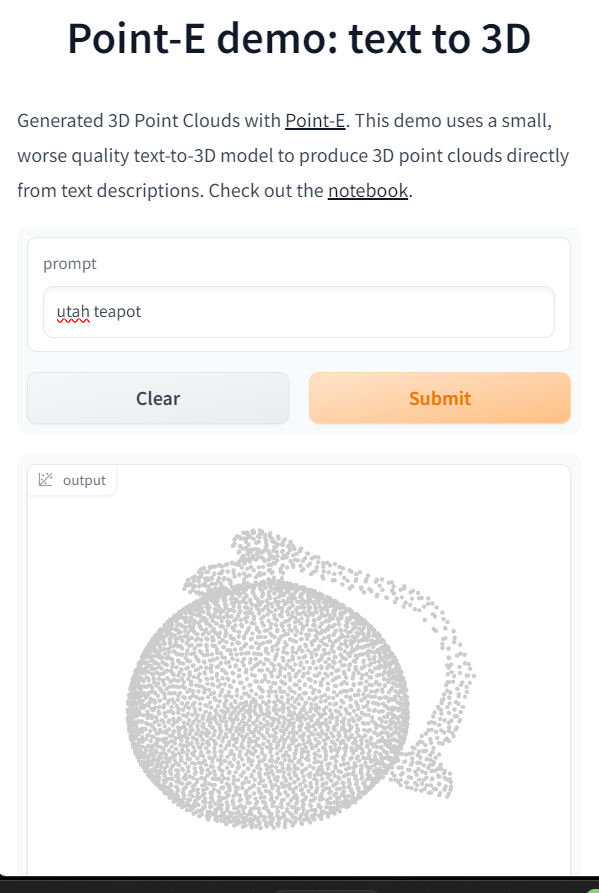 Point-E demo: text to 3D
Generated 3D Point Clouds with Point-E. This demo uses a small,
worse quality text-to-3D model to produce 3D point clouds directly
from text descriptions. Check out the notebook.
prompt
utah teapot
Clear
Submit
output